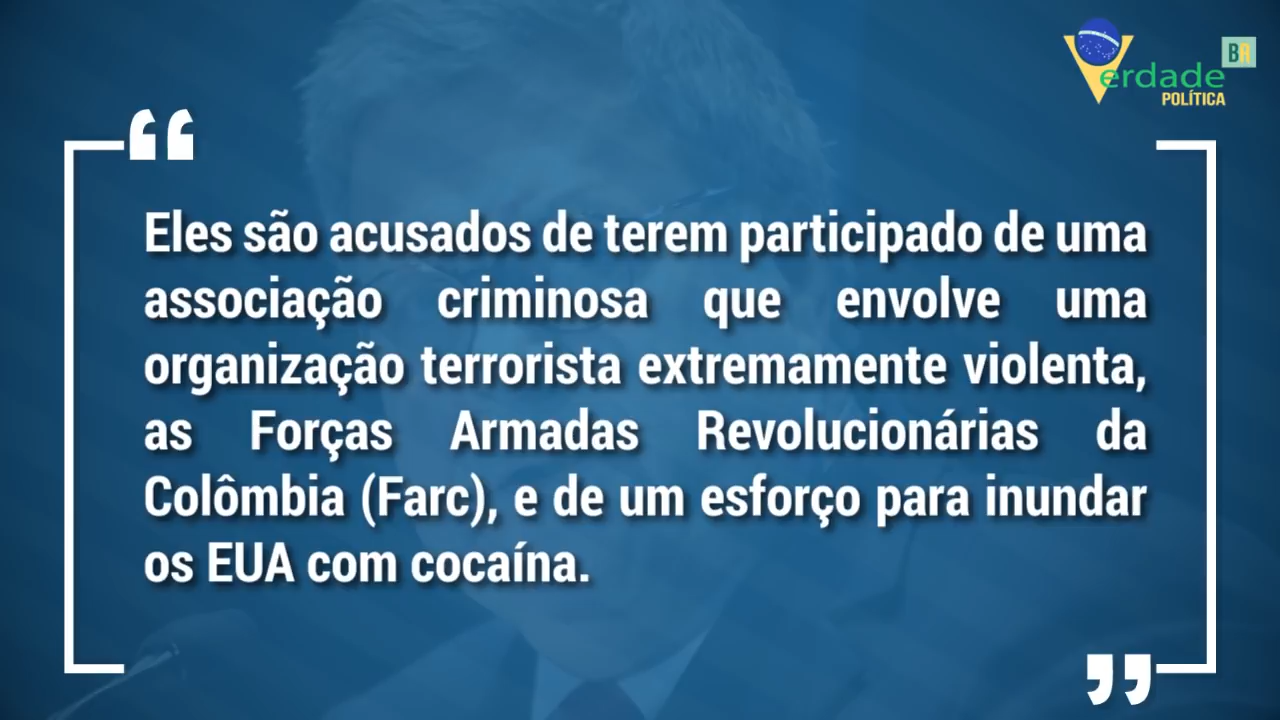 BR
erdade
POLÍTICA
“
Eles são acusados de terem participado de uma
associação criminosa que envolve uma
organização terrorista extremamente violenta,
as Forças Armadas Revolucionárias da
Colômbia (Farc), e de um esforço para inundar
os EUA com cocaína.
”